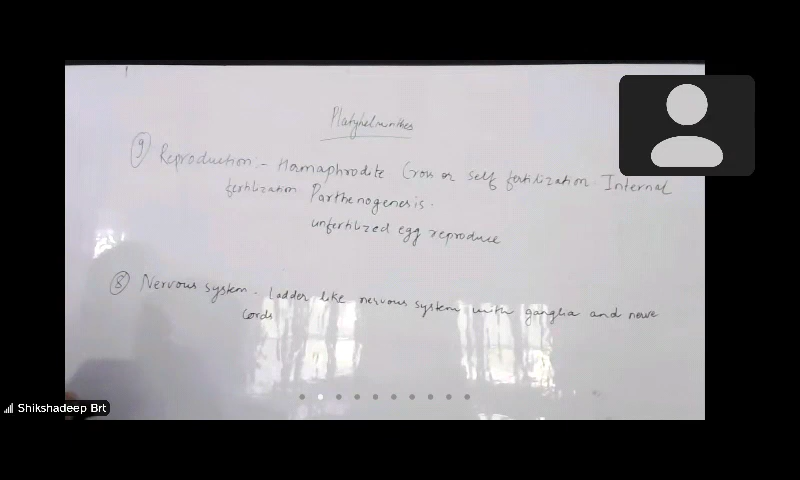 Platyhelminthes
9 Reproduction:- Hermaphrodite Cross or self fertilization. Internal
fertilization Parthenogenesis.
unfertilized egg reproduce
8 Nervous system - Ladder like nervous system with ganglia and nerve
cords
Shikshadeep Brt